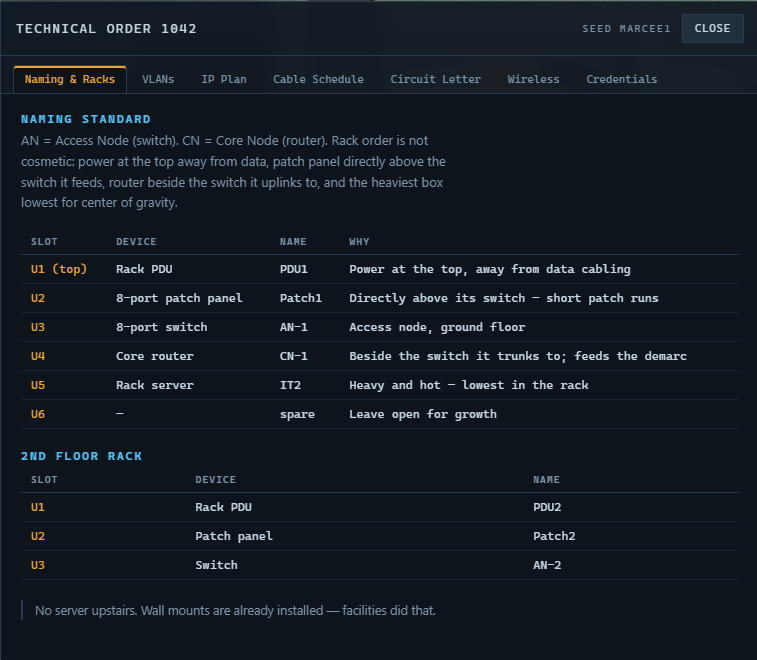 TECHNICAL ORDER 1042 SEED MARCEE1 CLOSE
Naming & Racks VLANs IP Plan Cable Schedule Circuit Letter Wireless Credentials
NAMING STANDARD
AN = Access Node (switch). CN = Core Node (router). Rack order is not
cosmetic: power at the top away from data, patch panel directly above the
switch it feeds, router beside the switch it uplinks to, and the heaviest box
lowest for center of gravity.
SLOT DEVICE NAME WHY
U1 (top) Rack PDU PDU1 Power at the top, away from data cabling
U2 8-port patch panel Patch1 Directly above its switch — short patch runs
U3 8-port switch AN-1 Access node, ground floor
U4 Core router CN-1 Beside the switch it trunks to; feeds the demarc
U5 Rack server IT2 Heavy and hot — lowest in the rack
U6 — spare Leave open for growth
2ND FLOOR RACK
SLOT DEVICE NAME
U1 Rack PDU PDU2
U2 Patch panel Patch2
U3 Switch AN-2
No server upstairs. Wall mounts are already installed — facilities did that.